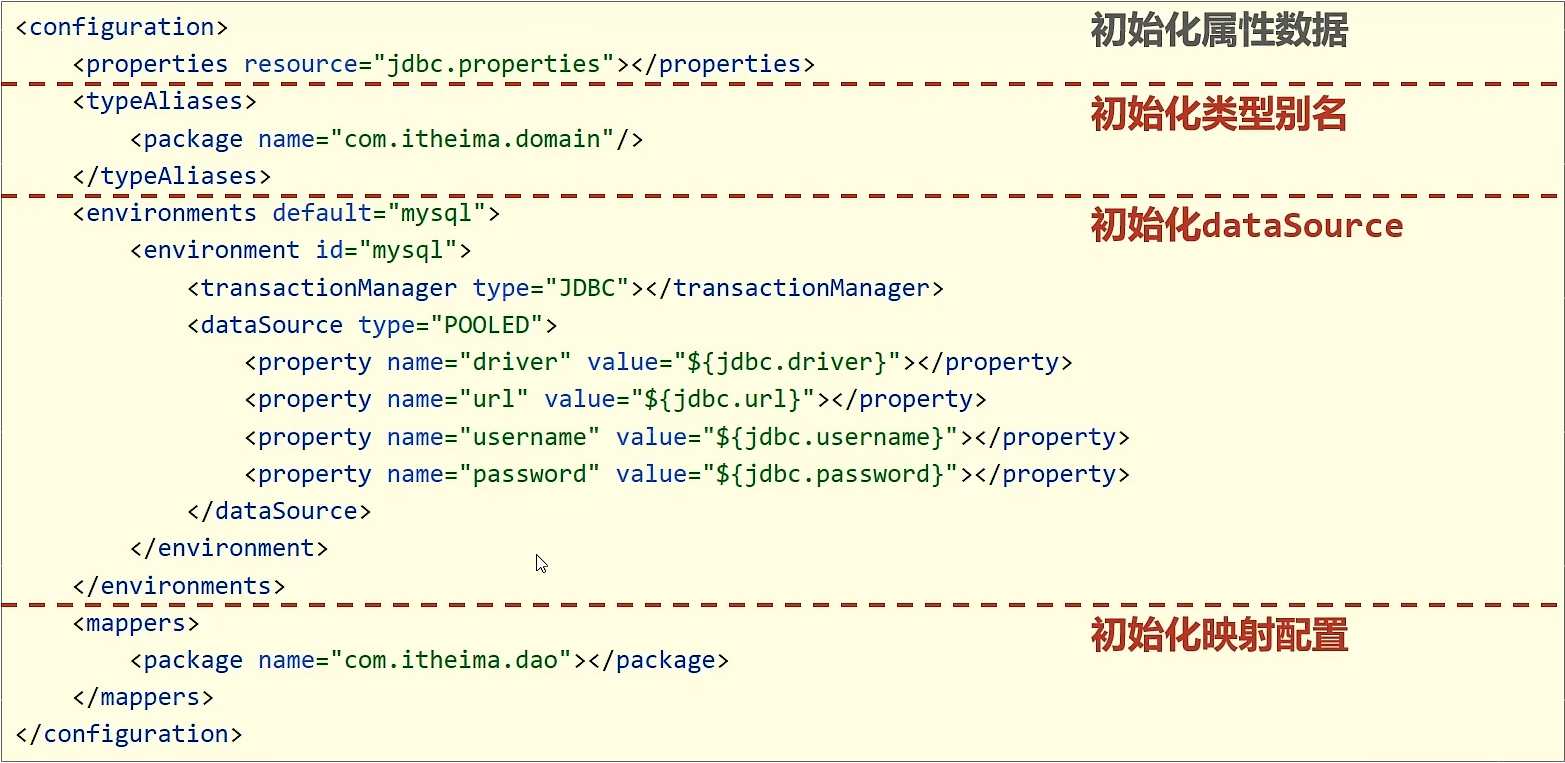 <configuration> 初始化属性数据
<properties resource="jdbc.properties"></properties>
<typeAliases> 初始化类型别名
<package name="com.itheima.domain"/>
</typeAliases>
<environments default="mysql"> 初始化dataSource
<environment id="mysql">
<transactionManager type="JDBC"></transactionManager>
<dataSource type="POOLED">
<property name="driver" value="${jdbc.driver}"></property>
<property name="url" value="${jdbc.url}"></property>
<property name="username" value="${jdbc.username}"></property>
<property name="password" value="${jdbc.password}"></property>
</dataSource>
</environment>
</environments>
<mappers> 初始化映射配置
<package name="com.itheima.dao"></package>
</mappers>
</configuration>